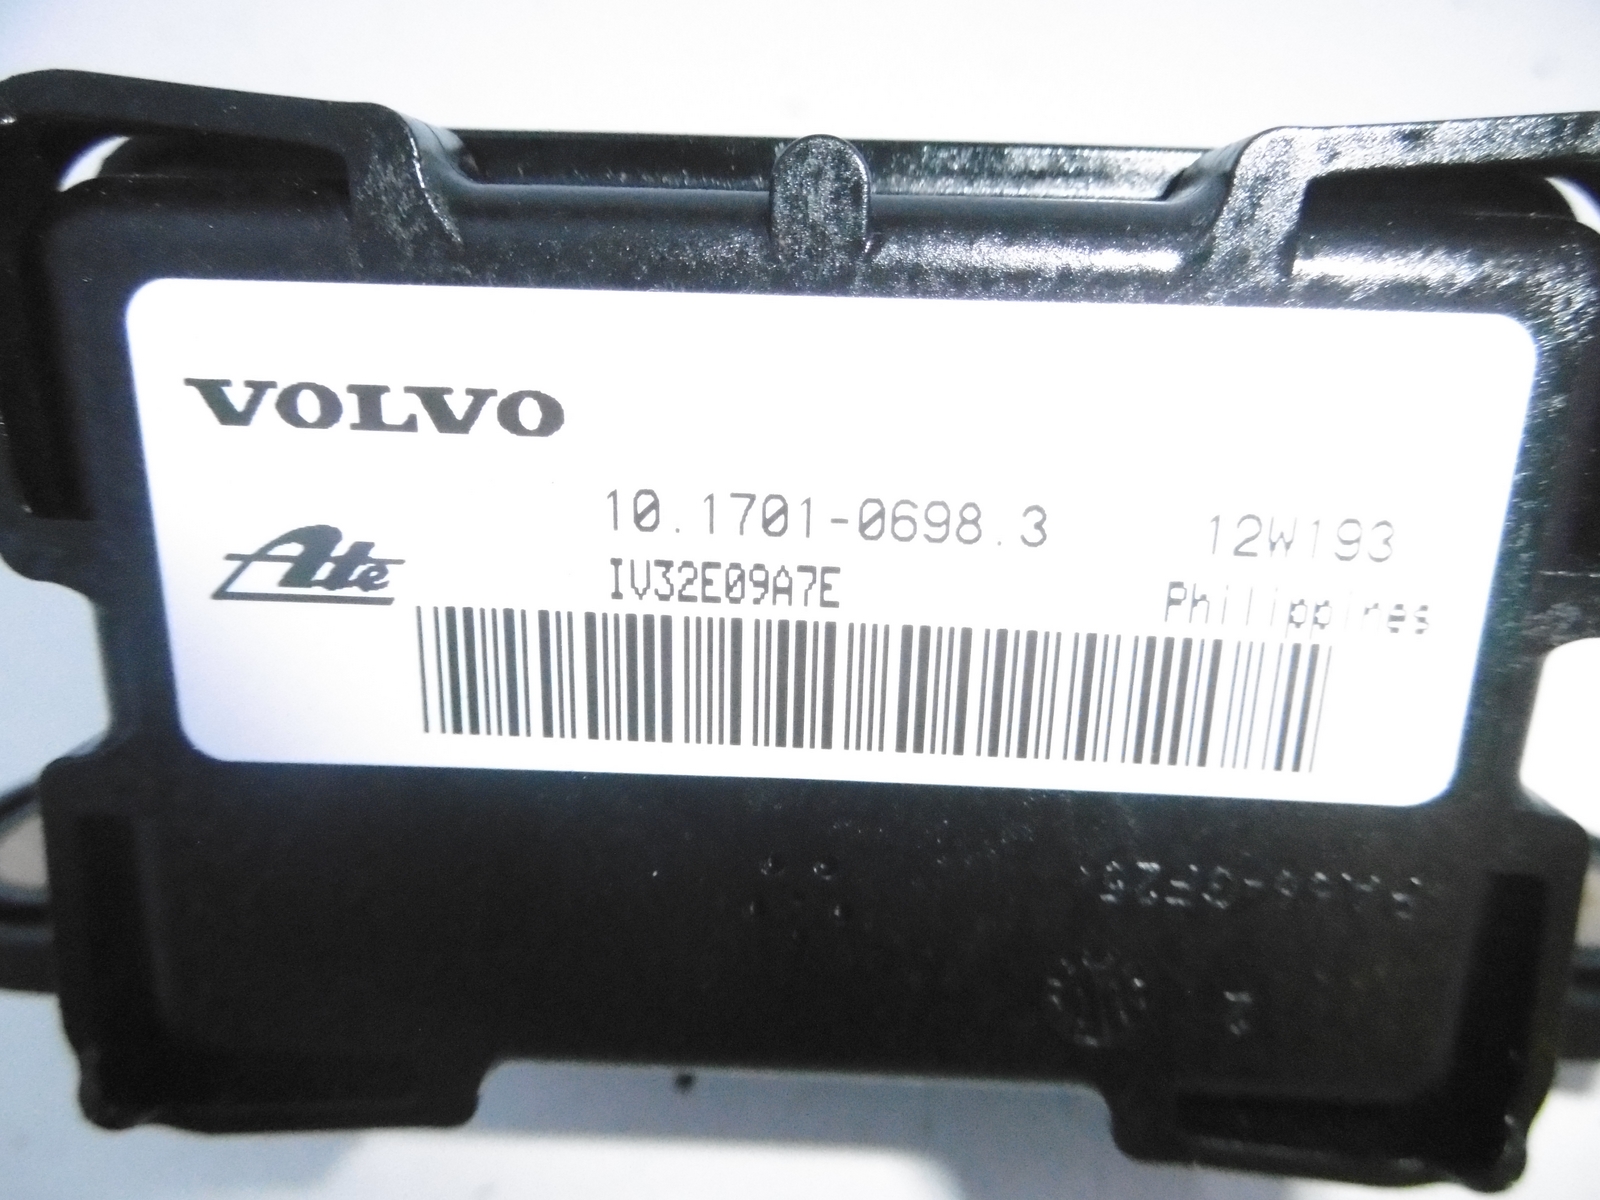 VOLVO
10.1701-0698.3 12W193
Ate
IV32E09A7E Philippines